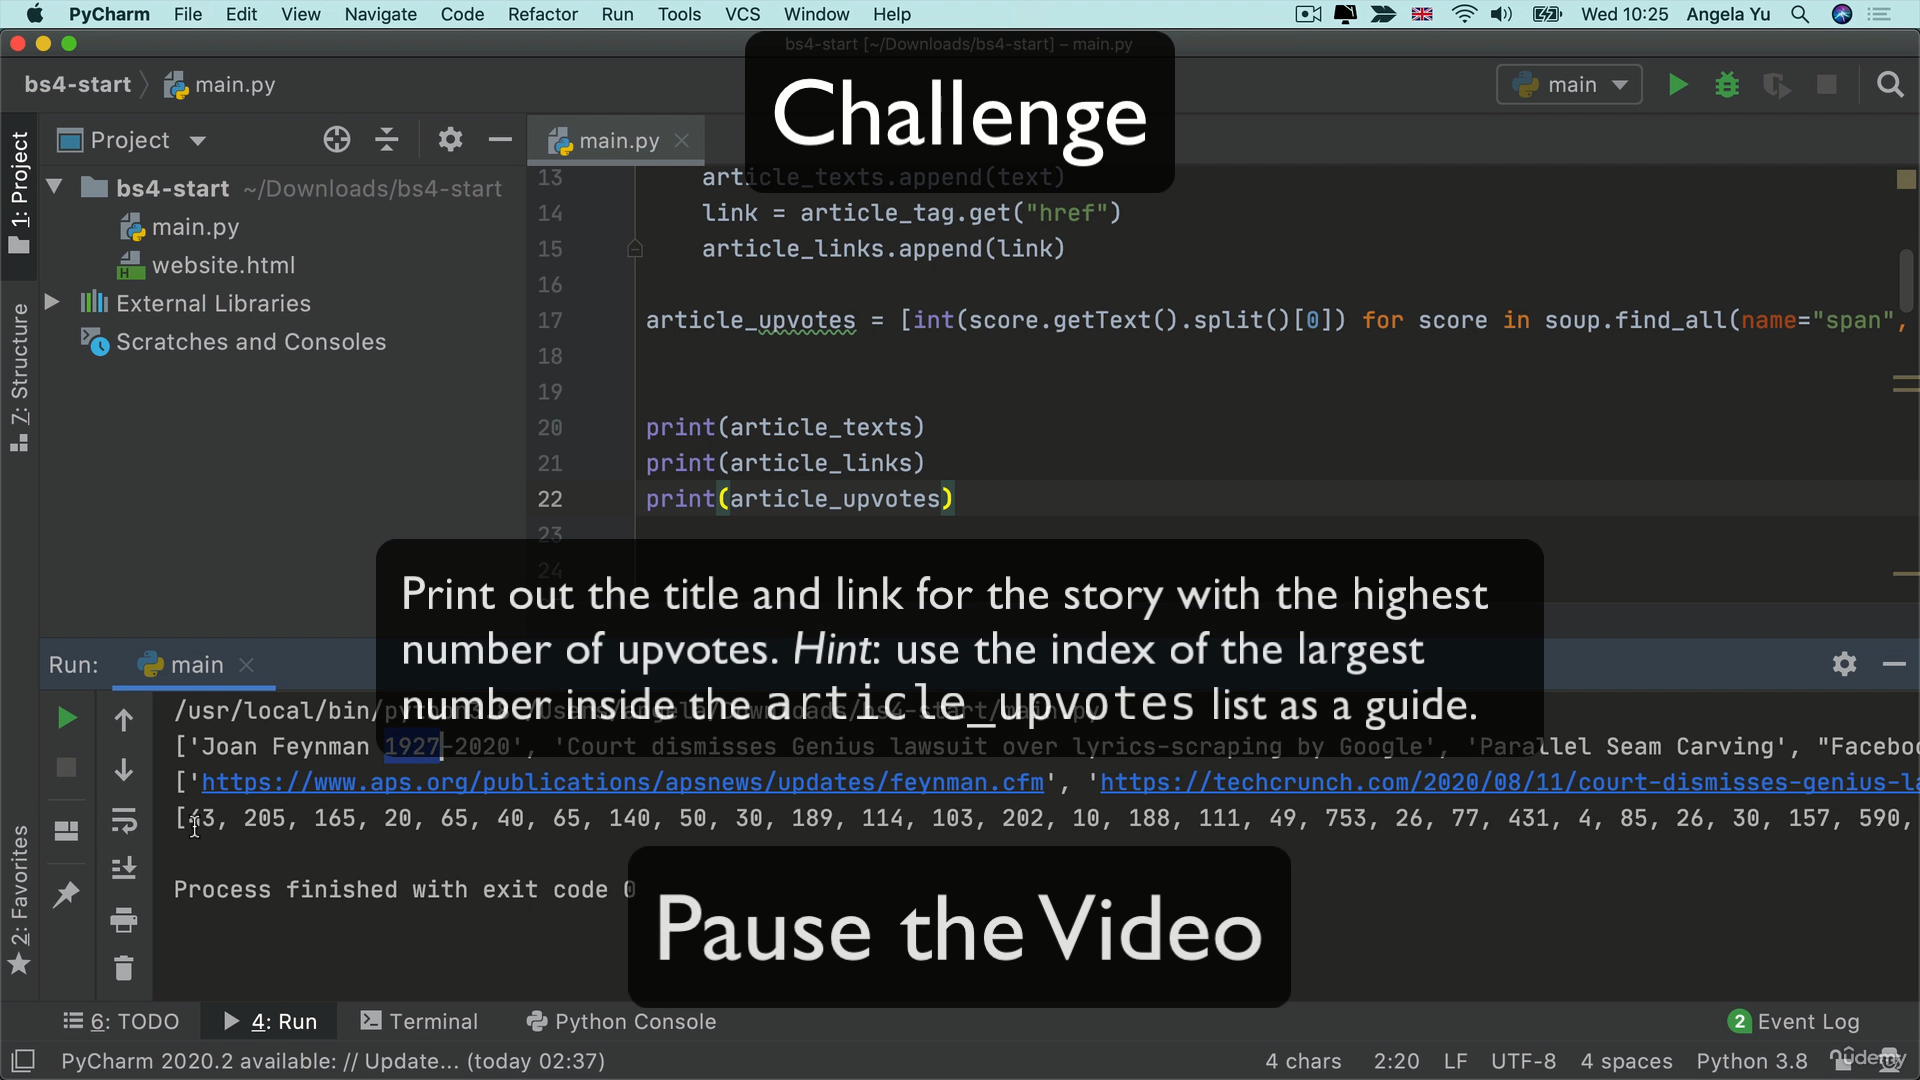 PyCharm File Edit View Navigate Code Refactor Run Tools VCS Window Help Wed 10:25 Angela Yu
bs4-start [~/Downloads/bs4-start] – main.py
Challenge
bs4-start main.py main
1: Project
Project
main.py
bs4-start ~/Downloads/bs4-start
main.py
website.html
External Libraries
Scratches and Consoles
7: Structure
2: Favorites
13 article_texts.append(text)
14 link = article_tag.get("href")
15 article_links.append(link)
16
17 article_upvotes = [int(score.getText().split()[0]) for score in soup.find_all(name="span",
18
19
20 print(article_texts)
21 print(article_links)
22 print(article_upvotes)
23
24
Print out the title and link for the story with the highest
number of upvotes. Hint: use the index of the largest
number inside the article_upvotes list as a guide.
Run: main
/usr/local/bin/
['Joan Feynman 1927-2020', 'Court dismisses Genius lawsuit over lyrics-scraping by Google', 'Parallel Seam Carving', "Faceboo
['https://www.aps.org/publications/apsnews/updates/feynman.cfm', 'https://techcrunch.com/2020/08/11/court-dismisses-genius-la
3, 205, 165, 20, 65, 40, 65, 140, 50, 30, 189, 114, 103, 202, 10, 188, 111, 49, 753, 26, 77, 431, 4, 85, 26, 30, 157, 590,
Process finished with exit code 0
Pause the Video
6: TODO 4: Run Terminal Python Console 2 Event Log
PyCharm 2020.2 available: // Update... (today 02:37) 4 chars 2:20 LF UTF-8 4 spaces Python 3.8
udemy